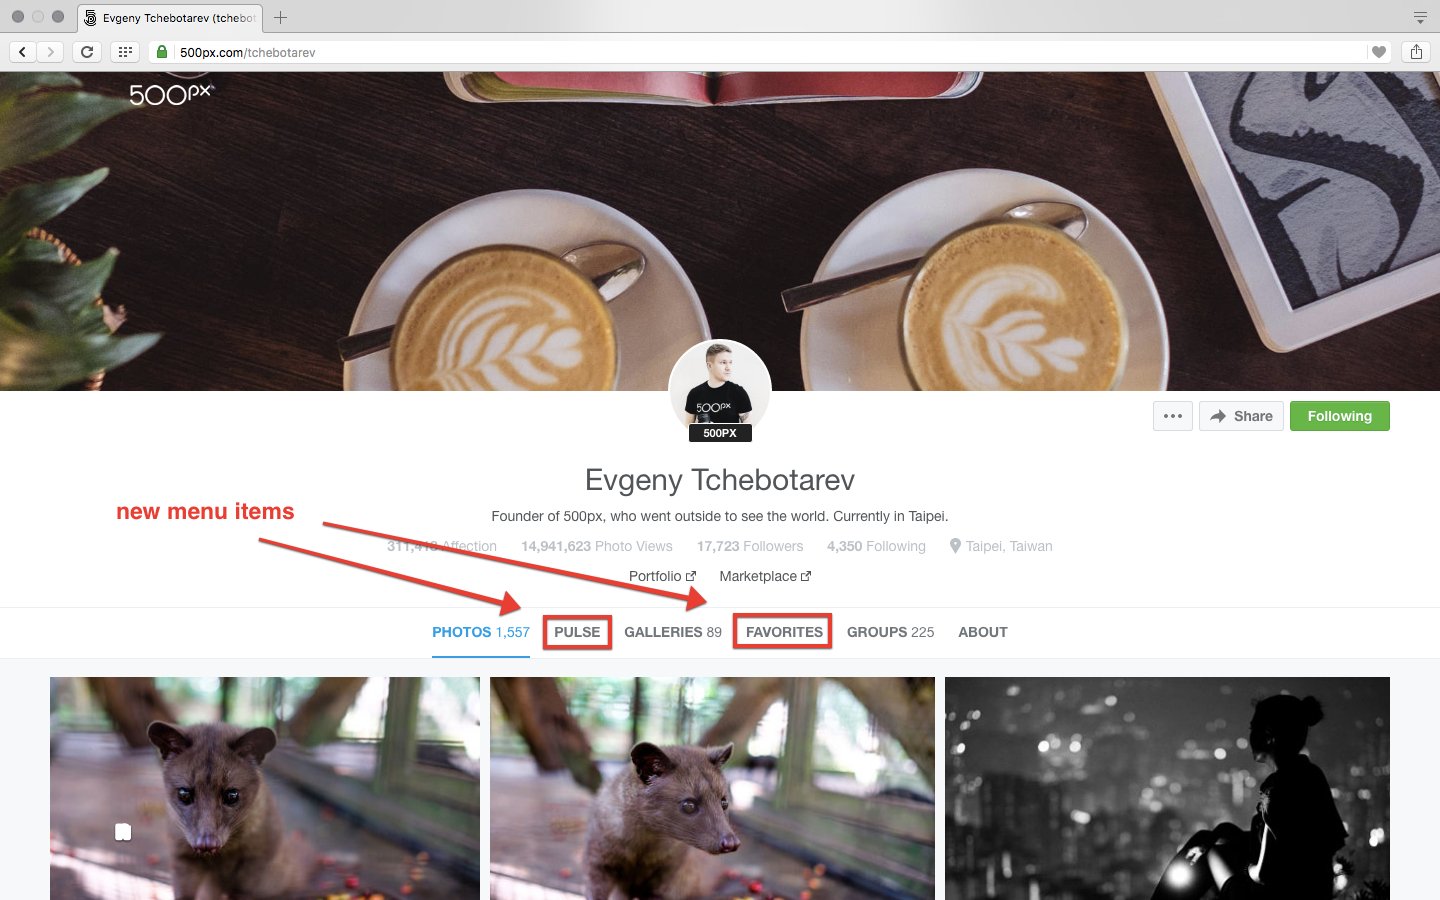 Evgeny Tchebotarev (tchebot
500px.com/tchebotarev
500px
500px
500PX
Share
Following
Evgeny Tchebotarev
new menu items
Founder of 500px, who went outside to see the world. Currently in Taipei.
Affection 14,941,623 Photo Views 17,723 Followers 4,350 Following Taipei, Taiwan
Portfolio Marketplace
PHOTOS 1,557 PULSE GALLERIES 89 FAVORITES GROUPS 225 ABOUT